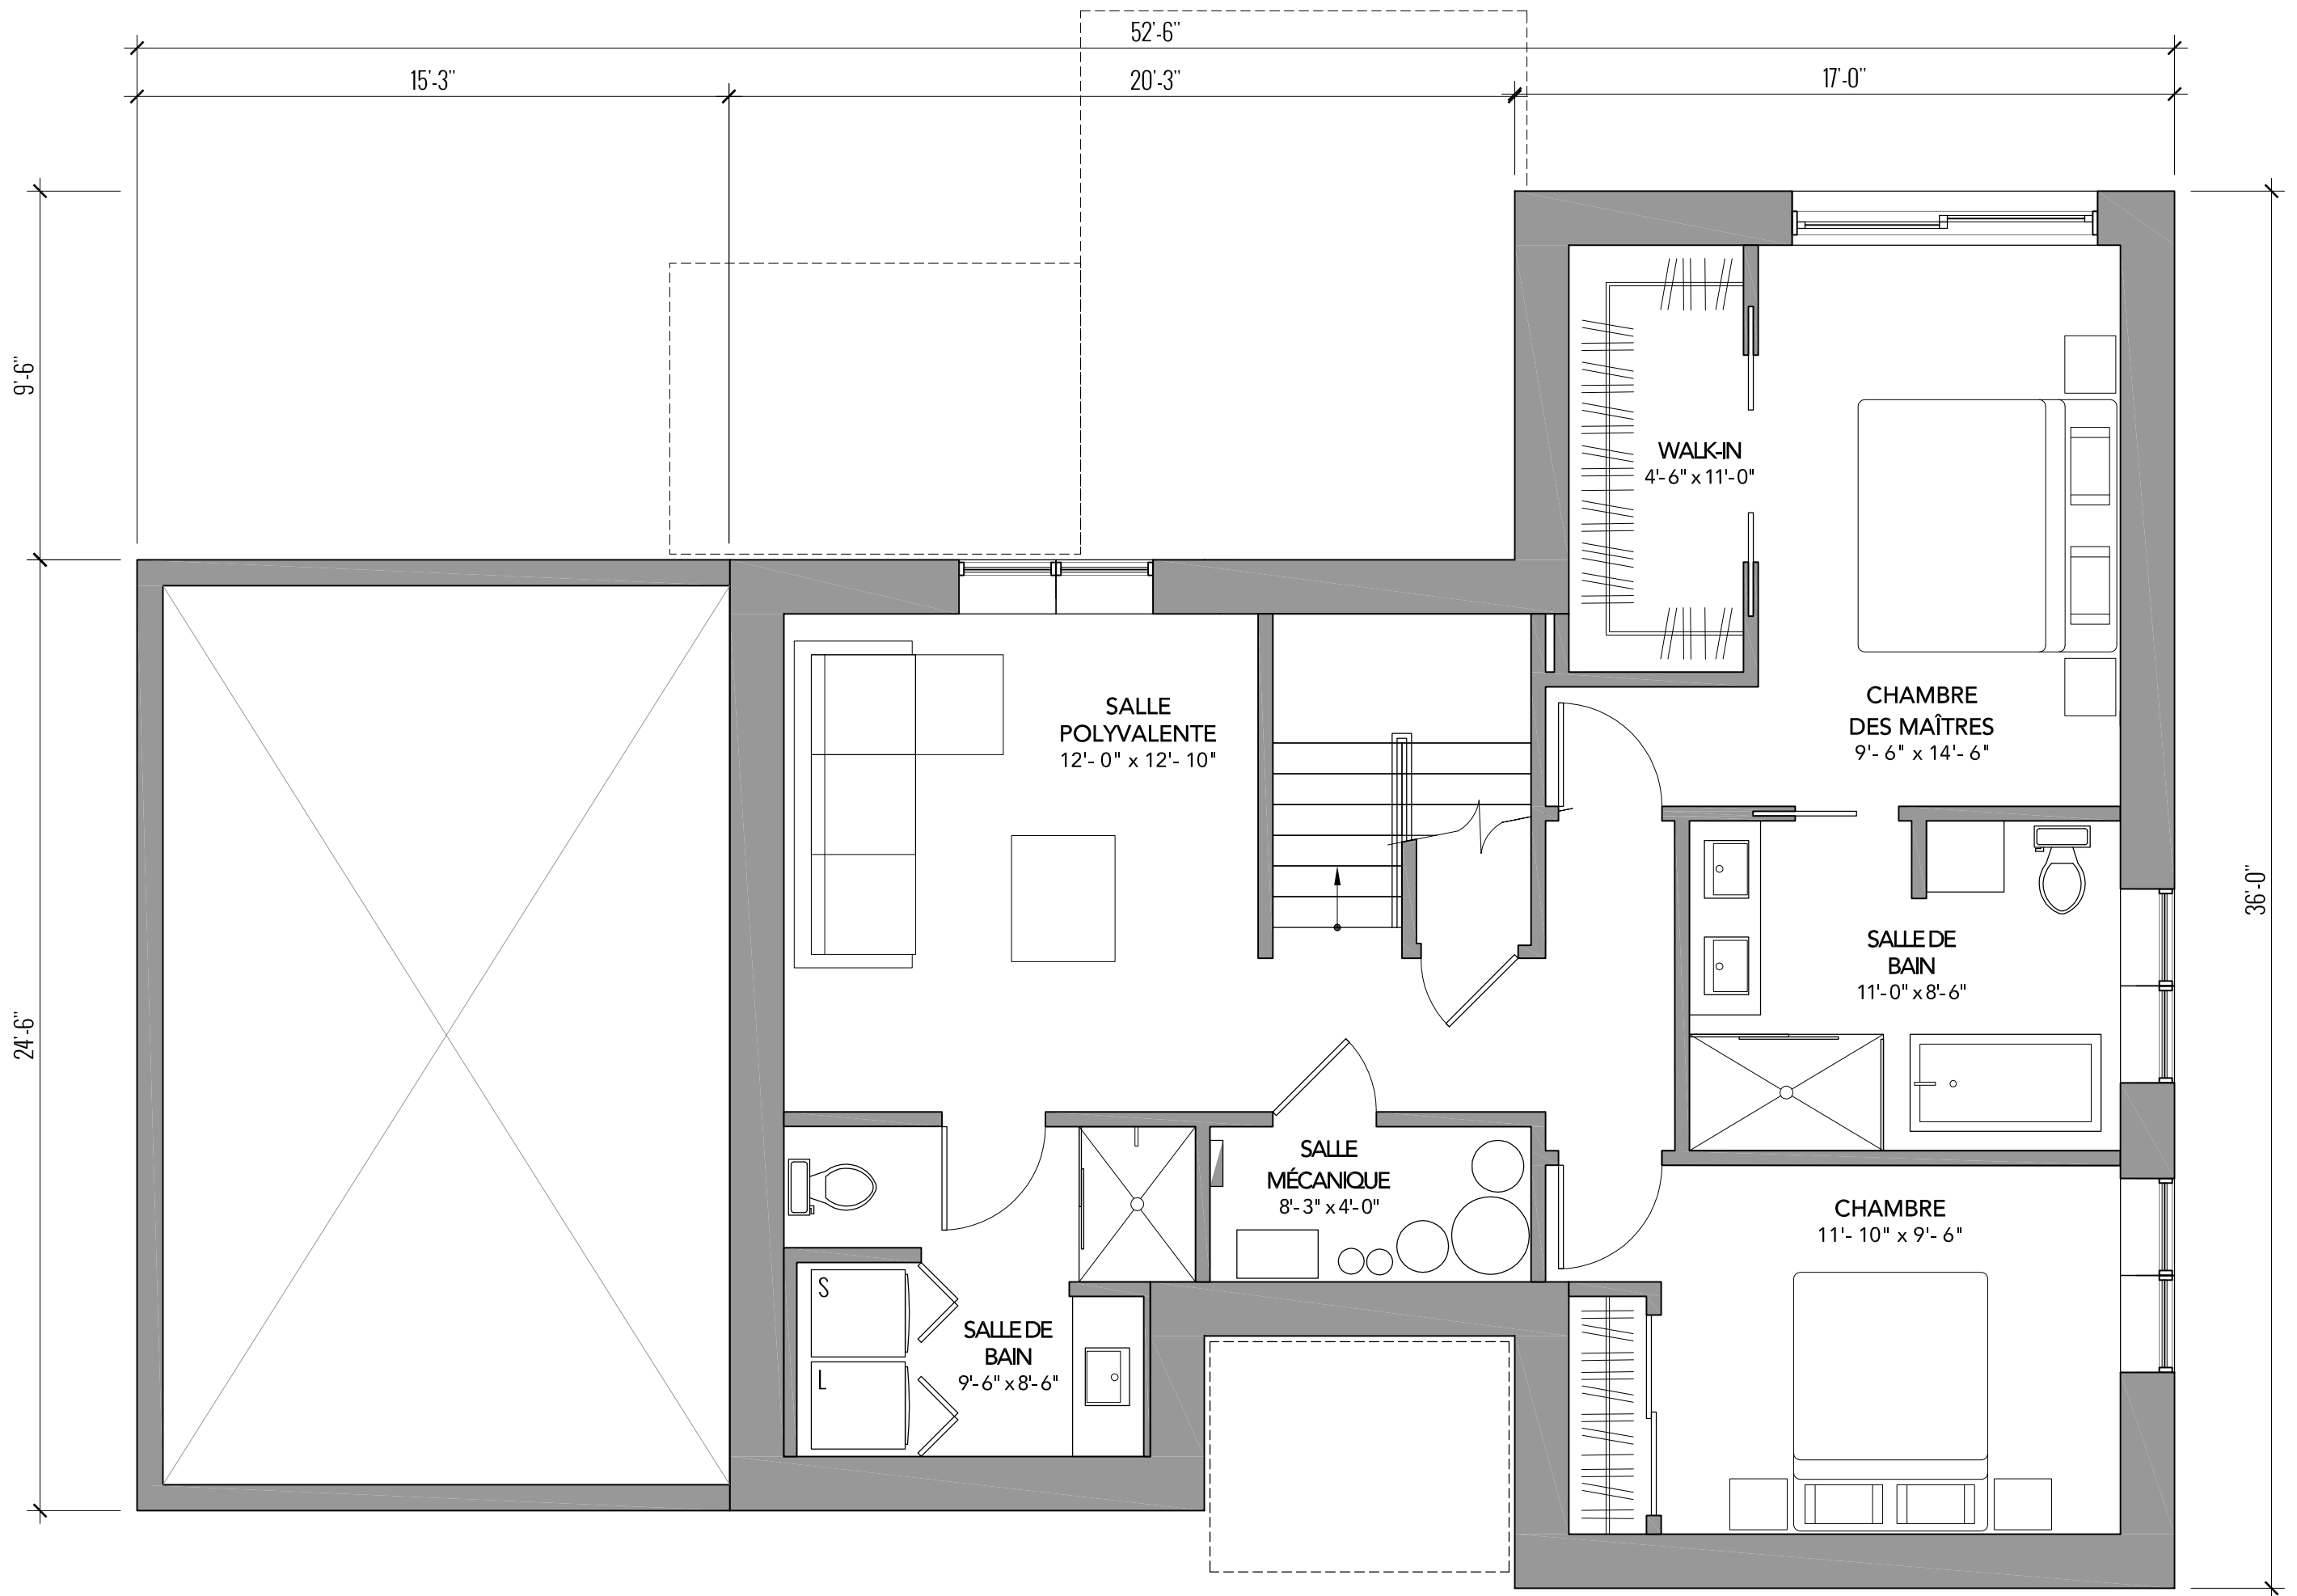 52'-6"
15'-3"
20'-3"
17'-0"
9'-6"
WALK-IN
4'-6" x 11'-0"
CHAMBRE
DES MAÎTRES
9'- 6" x 14'- 6"
SALLE
POLYVALENTE
12'- 0" x 12'- 10"
36'-0"
SALLE DE
BAIN
11'-0" x 8'-6"
24'-6"
SALLE
MÉCANIQUE
8'- 3" x 4'-0"
CHAMBRE
11'- 10" x 9'- 6"
S
L
SALLE DE
BAIN
9'-6" x 8'-6"